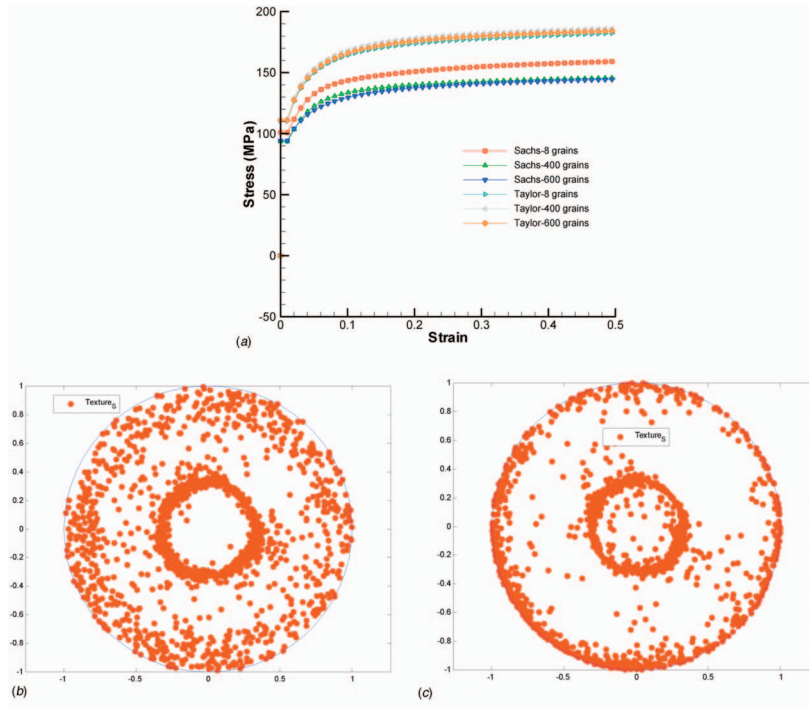 200
150
100
50
0
-50
Stress (MPa)
Sachs-8 grains
Sachs-400 grains
Sachs-600 grains
Taylor-8 grains
Taylor-400 grains
Taylor-600 grains
0 0.1 0.2 0.3 0.4 0.5
Strain
(a)
1
0.8
0.6
0.4
0.2
0
-0.2
-0.4
-0.6
-0.8
-1
TextureS
-1 -0.5 0 0.5 1
(b)
1
0.8
0.6
0.4
0.2
0
-0.2
-0.4
-0.6
-0.8
-1
TextureS
-1 -0.5 0 0.5 1
(c)